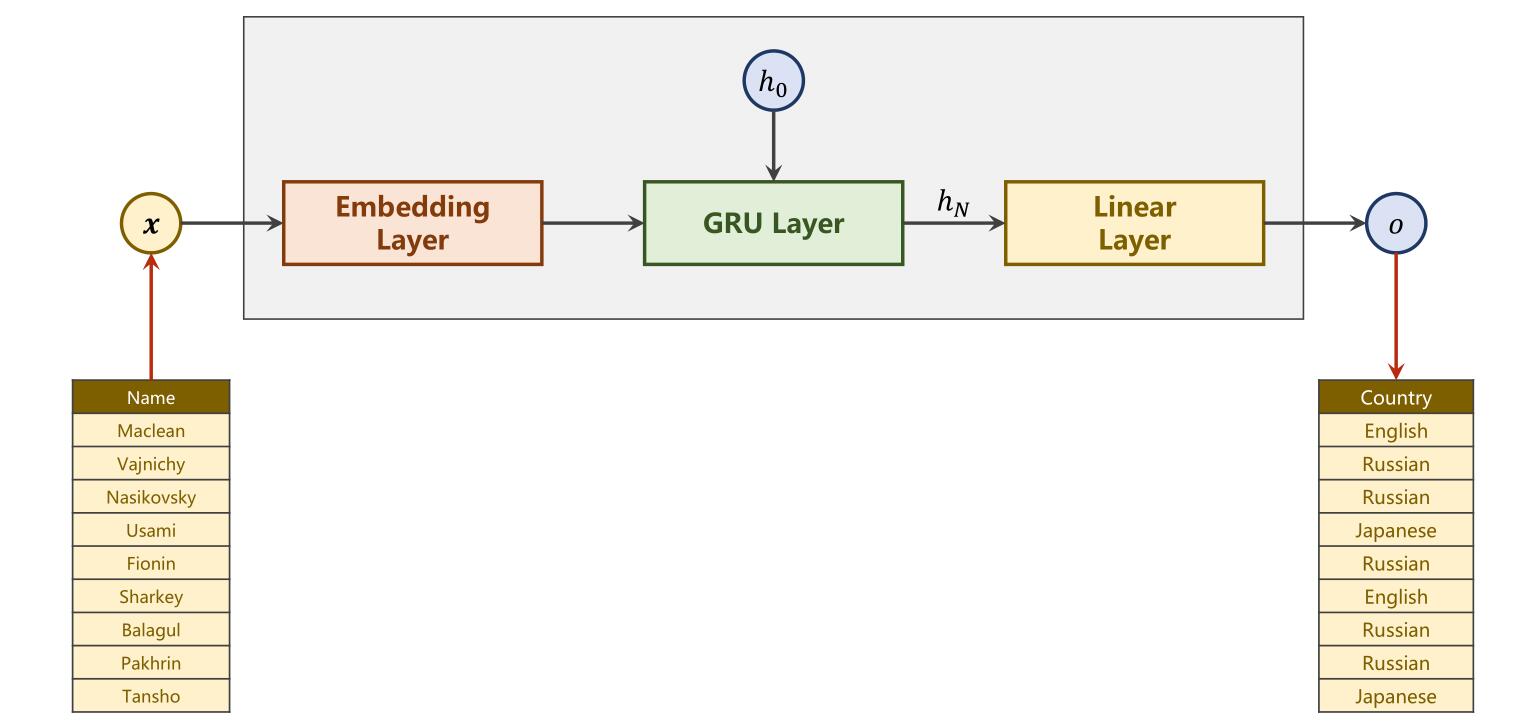 h₀
x
Embedding
Layer
GRU Layer
h_N
Linear
Layer
o
Name
Maclean
Vajnichy
Nasikovsky
Usami
Fionin
Sharkey
Balagul
Pakhrin
Tansho
Country
English
Russian
Russian
Japanese
Russian
English
Russian
Russian
Japanese